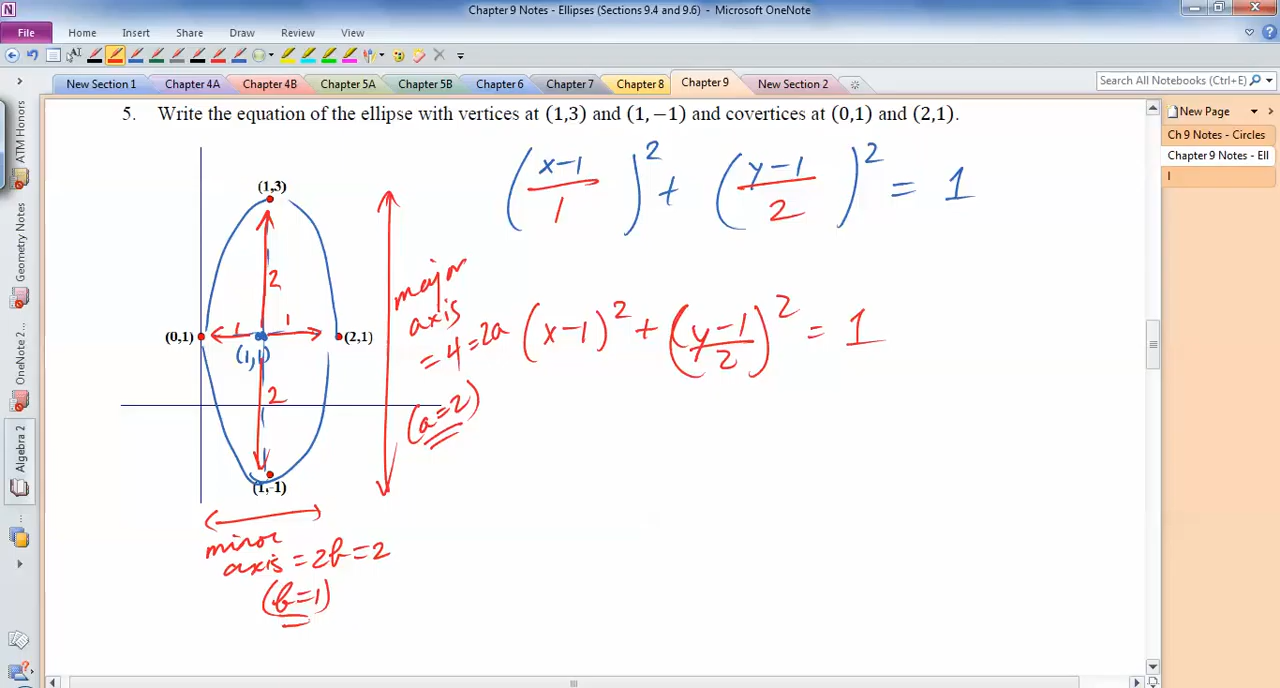 Chapter 9 Notes - Ellipses (Sections 9.4 and 9.6) - Microsoft OneNote
File Home Insert Share Draw Review View
New Section 1 Chapter 4A Chapter 4B Chapter 5A Chapter 5B Chapter 6 Chapter 7 Chapter 8 Chapter 9 New Section 2
Search All Notebooks (Ctrl+E)
New Page
Ch 9 Notes - Circles
Chapter 9 Notes - Ell
I
ATM Honors
Geometry Notes
OneNote 2...
Algebra 2
5. Write the equation of the ellipse with vertices at (1,3) and (1,−1) and covertices at (0,1) and (2,1).
((x-1)/1)² + ((y-1)/2)² = 1
(1,3)
2
major
axis
= 4 = 2a
(a=2)
(x-1)² + ((y-1)/2)² = 1
(0,1)
1
1
(2,1)
(1,1)
2
(1,-1)
minor
axis = 2b = 2
(b=1)